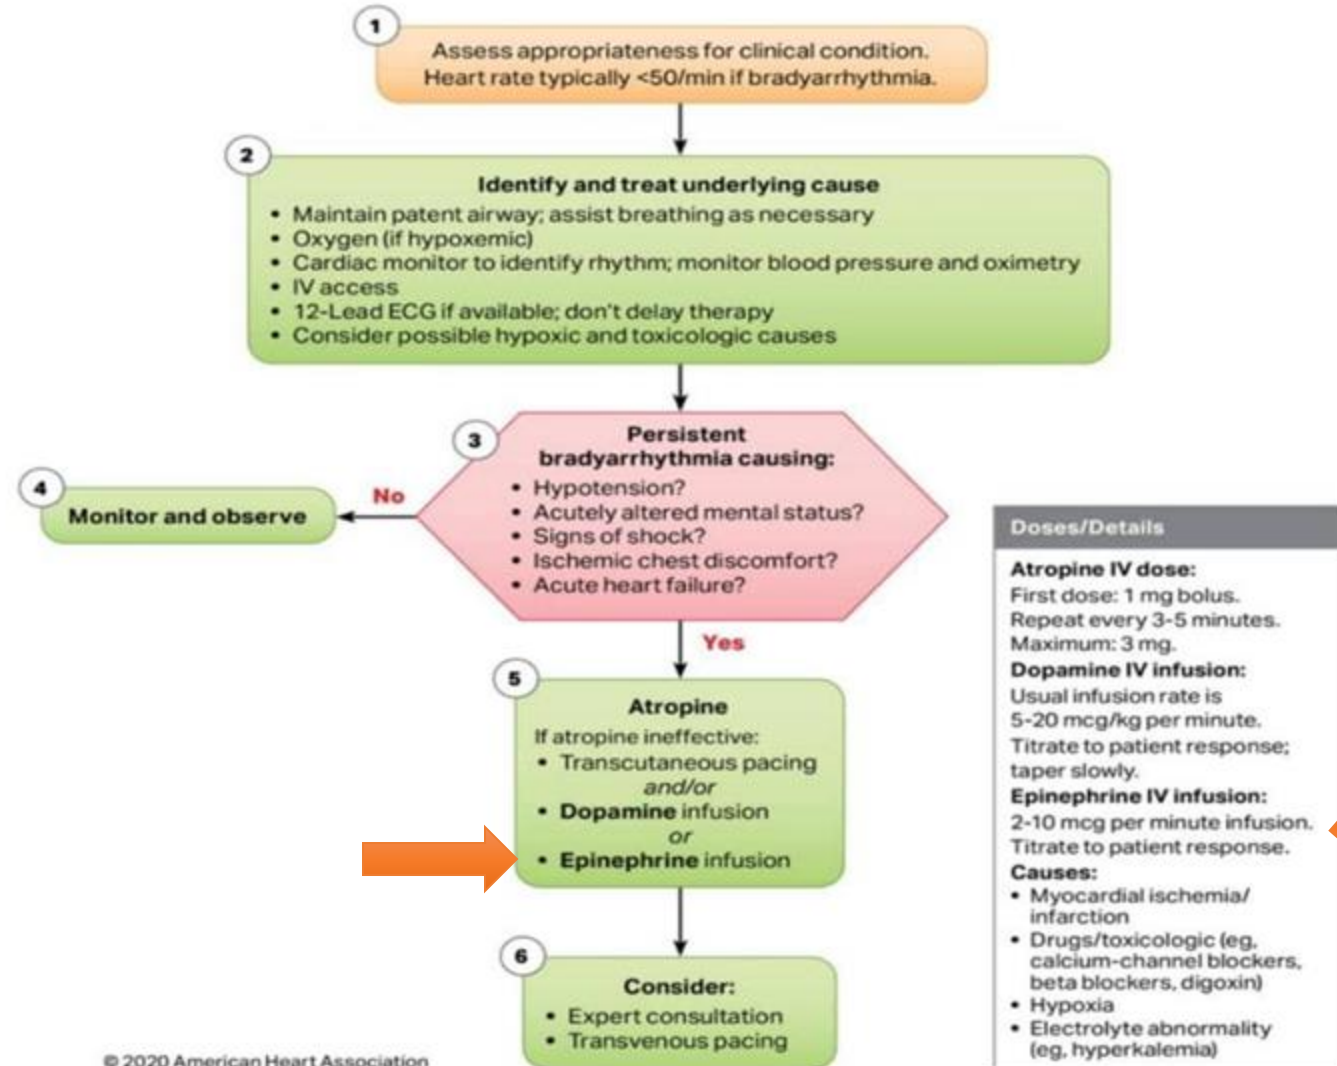 1
Assess appropriateness for clinical condition.
Heart rate typically <50/min if bradyarrhythmia.
2
Identify and treat underlying cause
• Maintain patent airway; assist breathing as necessary
• Oxygen (if hypoxemic)
• Cardiac monitor to identify rhythm; monitor blood pressure and oximetry
• IV access
• 12-Lead ECG if available; don't delay therapy
• Consider possible hypoxic and toxicologic causes
3
Persistent
bradyarrhythmia causing:
• Hypotension?
• Acutely altered mental status?
• Signs of shock?
• Ischemic chest discomfort?
• Acute heart failure?
No
4
Monitor and observe
Yes
5
Atropine
If atropine ineffective:
• Transcutaneous pacing
and/or
• Dopamine infusion
or
• Epinephrine infusion
6
Consider:
• Expert consultation
• Transvenous pacing
Doses/Details
Atropine IV dose:
First dose: 1 mg bolus.
Repeat every 3-5 minutes.
Maximum: 3 mg.
Dopamine IV infusion:
Usual infusion rate is
5-20 mcg/kg per minute.
Titrate to patient response;
taper slowly.
Epinephrine IV infusion:
2-10 mcg per minute infusion.
Titrate to patient response.
Causes:
• Myocardial ischemia/
infarction
• Drugs/toxicologic (eg,
calcium-channel blockers,
beta blockers, digoxin)
• Hypoxia
• Electrolyte abnormality
(eg, hyperkalemia)
© 2020 American Heart Association